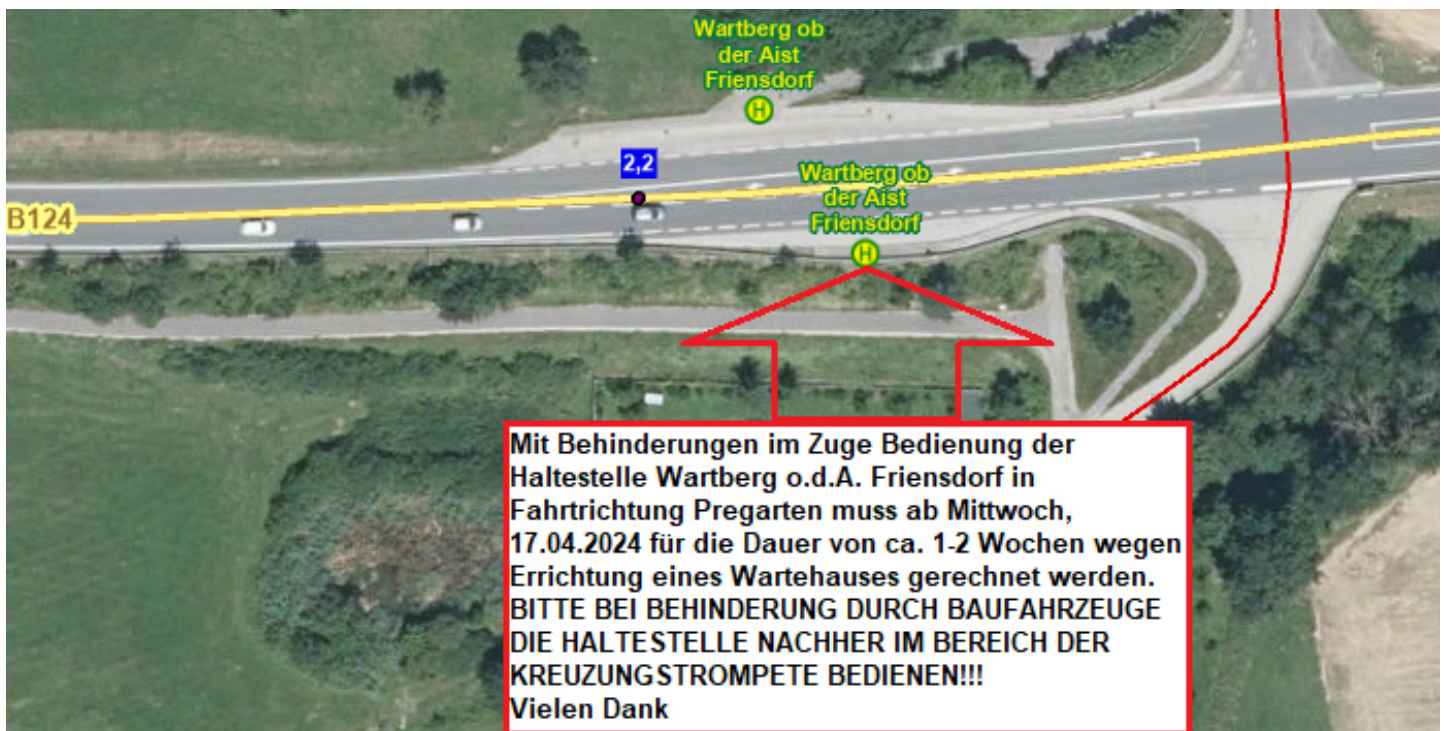 Wartberg ob
der Aist
Friensdorf
H
2,2
Wartberg ob
der Aist
Friensdorf
H
B124
Mit Behinderungen im Zuge Bedienung der
Haltestelle Wartberg o.d.A. Friensdorf in
Fahrtrichtung Pregarten muss ab Mittwoch,
17.04.2024 für die Dauer von ca. 1-2 Wochen wegen
Errichtung eines Wartehauses gerechnet werden.
BITTE BEI BEHINDERUNG DURCH BAUFAHRZEUGE
DIE HALTESTELLE NACHHER IM BEREICH DER
KREUZUNGSTROMPETE BEDIENEN!!!
Vielen Dank